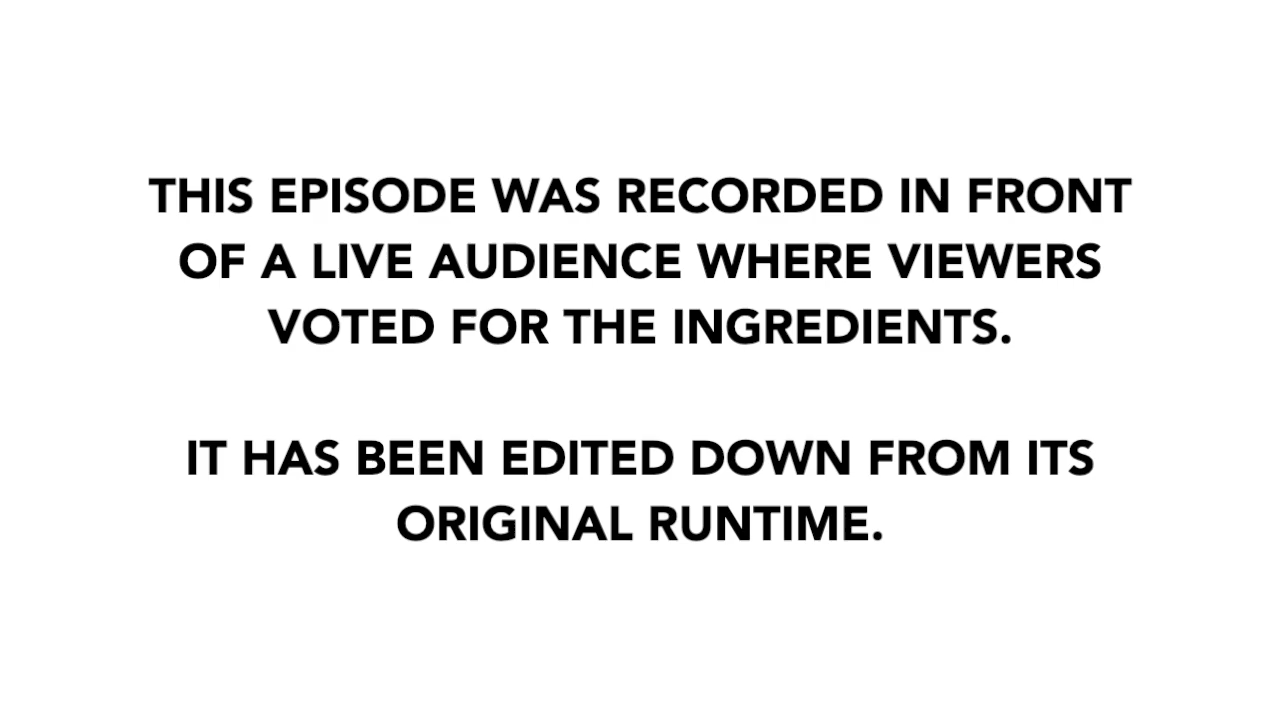 THIS EPISODE WAS RECORDED IN FRONT
OF A LIVE AUDIENCE WHERE VIEWERS
VOTED FOR THE INGREDIENTS.
IT HAS BEEN EDITED DOWN FROM ITS
ORIGINAL RUNTIME.